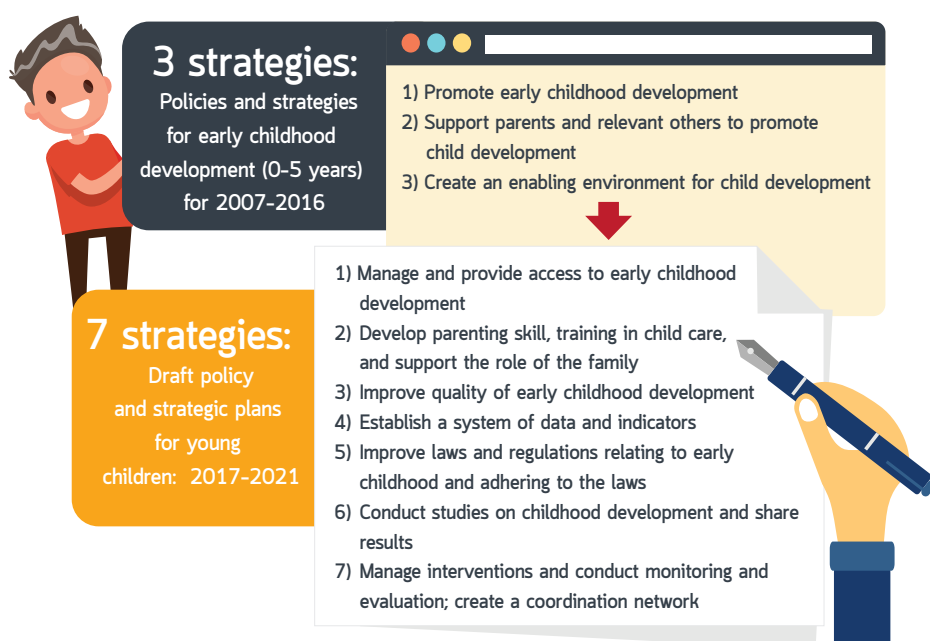 3 strategies:
Policies and strategies
for early childhood
development (0-5 years)
for 2007-2016
1) Promote early childhood development
2) Support parents and relevant others to promote
child development
3) Create an enabling environment for child development
7 strategies:
Draft policy
and strategic plans
for young
children: 2017-2021
1) Manage and provide access to early childhood
development
2) Develop parenting skill, training in child care,
and support the role of the family
3) Improve quality of early childhood development
4) Establish a system of data and indicators
5) Improve laws and regulations relating to early
childhood and adhering to the laws
6) Conduct studies on childhood development and share
results
7) Manage interventions and conduct monitoring and
evaluation; create a coordination network